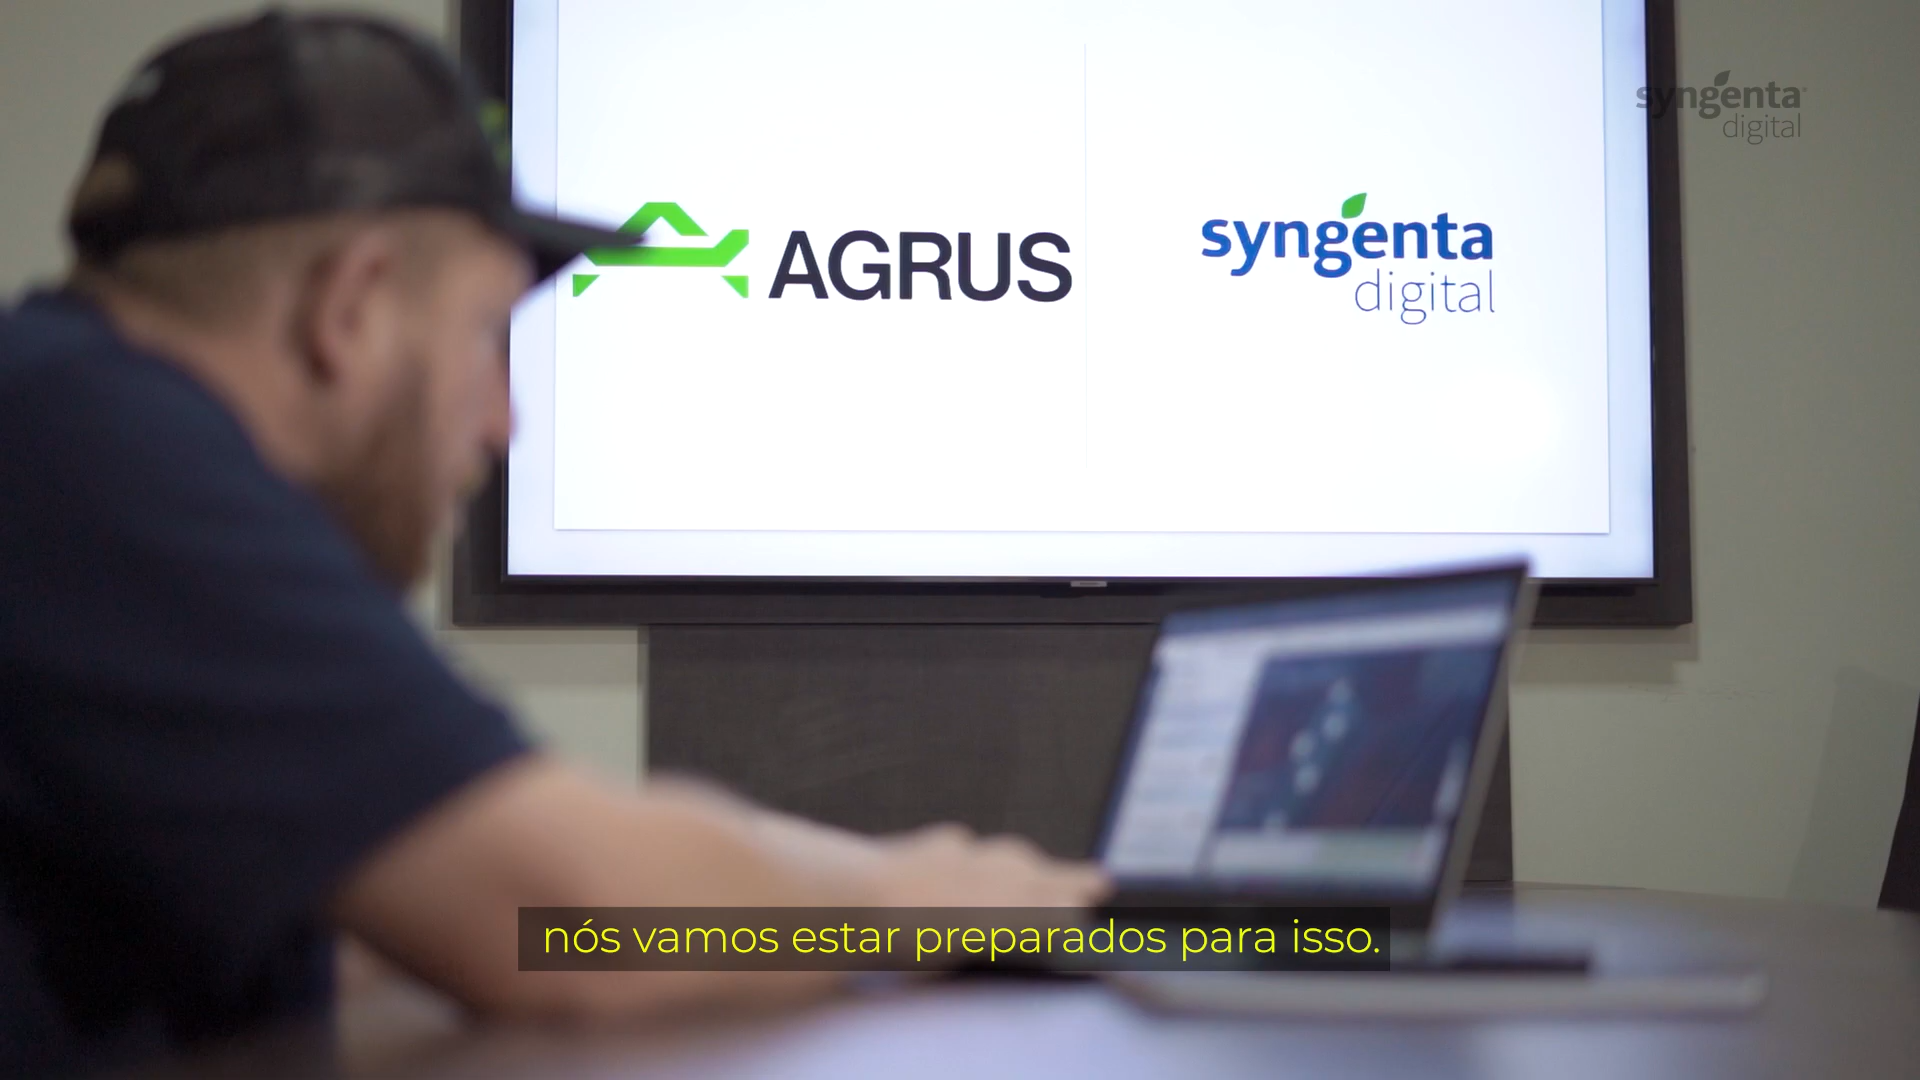 syngenta
digital
AGRUS
syngenta
digital
nós vamos estar preparados para isso.